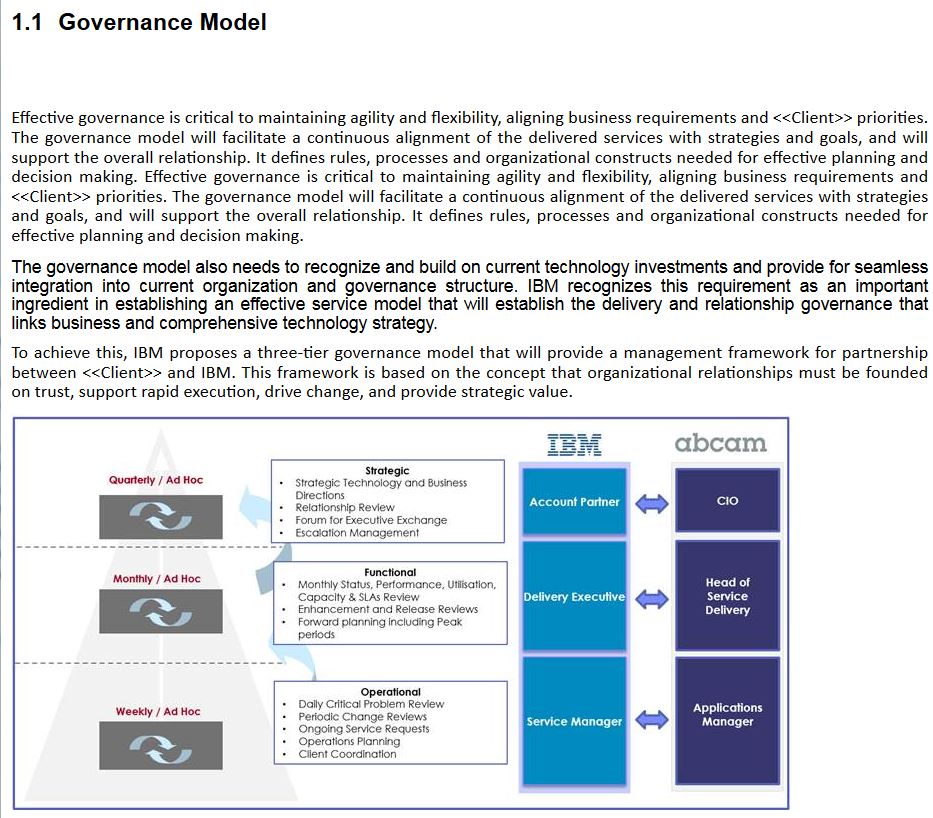 1.1 Governance Model
Effective governance is critical to maintaining agility and flexibility, aligning business requirements and <<Client>> priorities.
The governance model will facilitate a continuous alignment of the delivered services with strategies and goals, and will
support the overall relationship. It defines rules, processes and organizational constructs needed for effective planning and
decision making. Effective governance is critical to maintaining agility and flexibility, aligning business requirements and
<<Client>> priorities. The governance model will facilitate a continuous alignment of the delivered services with strategies
and goals, and will support the overall relationship. It defines rules, processes and organizational constructs needed for
effective planning and decision making.
The governance model also needs to recognize and build on current technology investments and provide for seamless
integration into current organization and governance structure. IBM recognizes this requirement as an important
ingredient in establishing an effective service model that will establish the delivery and relationship governance that
links business and comprehensive technology strategy.
To achieve this, IBM proposes a three-tier governance model that will provide a management framework for partnership
between <<Client>> and IBM. This framework is based on the concept that organizational relationships must be founded
on trust, support rapid execution, drive change, and provide strategic value.
IBM
abcam
Quarterly / Ad Hoc
Strategic
• Strategic Technology and Business
Directions
• Relationship Review
• Forum for Executive Exchange
• Escalation Management
Account Partner
CIO
Monthly / Ad Hoc
Functional
• Monthly Status, Performance, Utilisation,
Capacity & SLAs Review
• Enhancement and Release Reviews
• Forward planning including Peak
periods
Delivery Executive
Head of
Service
Delivery
Weekly / Ad Hoc
Operational
• Daily Critical Problem Review
• Periodic Change Reviews
• Ongoing Service Requests
• Operations Planning
• Client Coordination
Service Manager
Applications
Manager